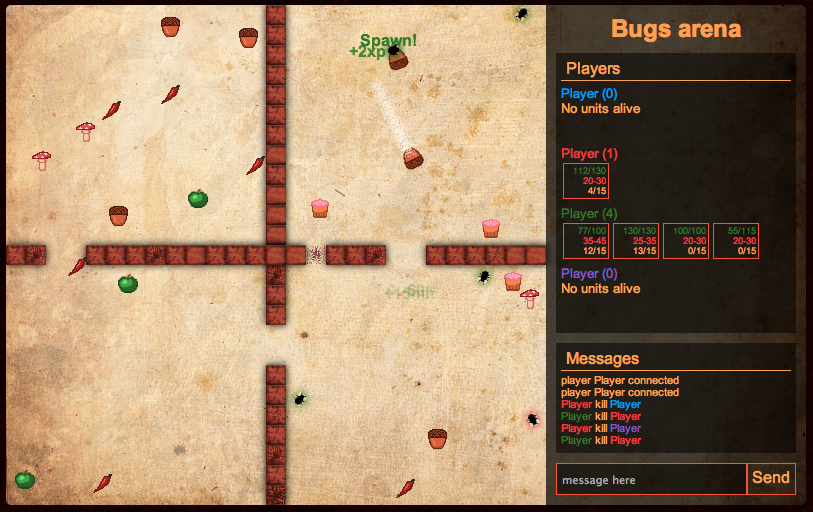 Spawn!
+2xp
Bugs arena
Players
Player (0)
No units alive
Player (1)
112/130
20-30
4/15
Player (4)
77/100 130/130 100/100 55/115
35-45 25-35 20-30 20-30
12/15 13/15 0/15 0/15
Player (0)
No units alive
Messages
player Player connected
player Player connected
Player kill Player
Player kill Player
Player kill Player
Player kill Player
message here
Send